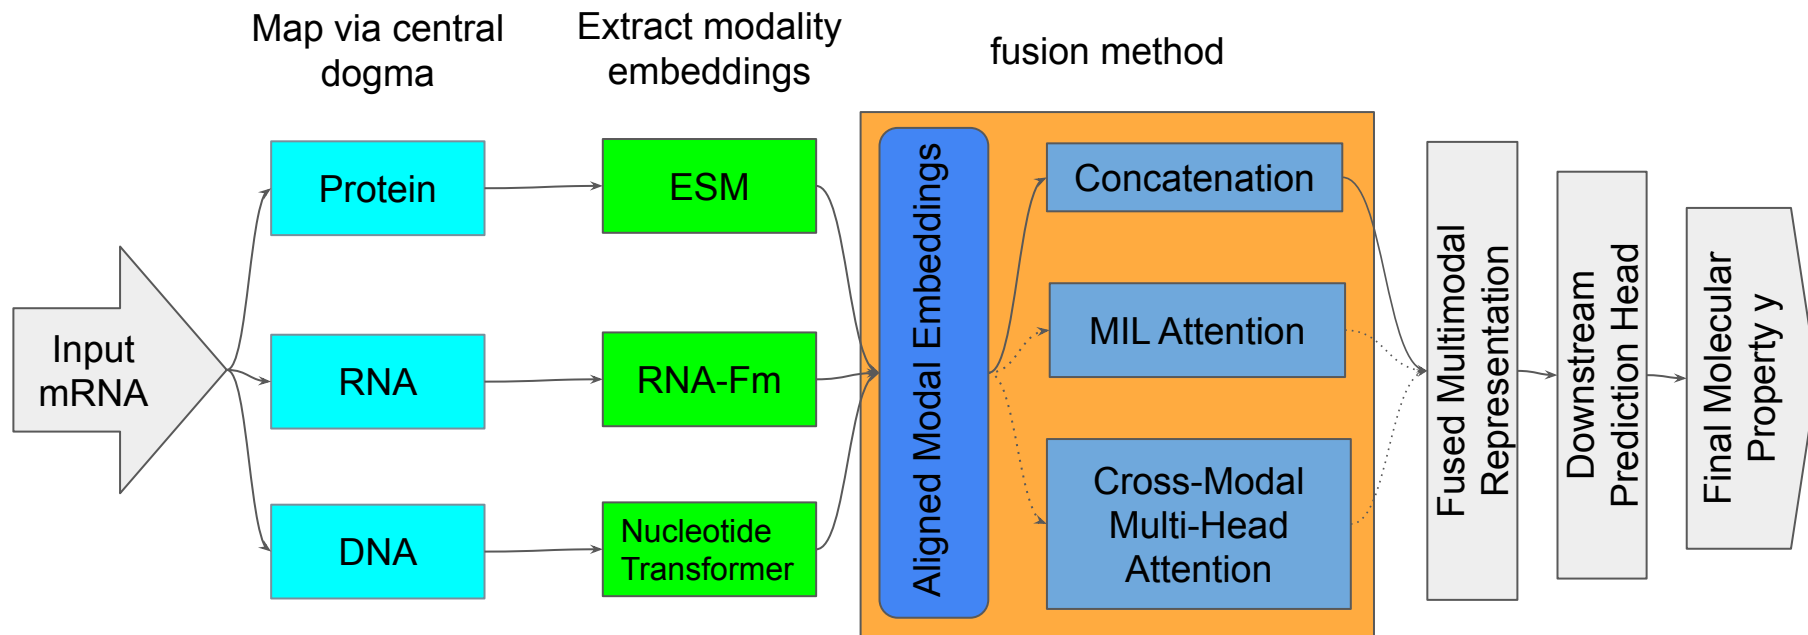 Map via central
dogma
Extract modality
embeddings
fusion method
Input
mRNA
Protein
RNA
DNA
ESM
RNA-Fm
Nucleotide
Transformer
Aligned Modal Embeddings
Concatenation
MIL Attention
Cross-Modal
Multi-Head
Attention
Fused Multimodal
Representation
Downstream
Prediction Head
Final Molecular
Property y